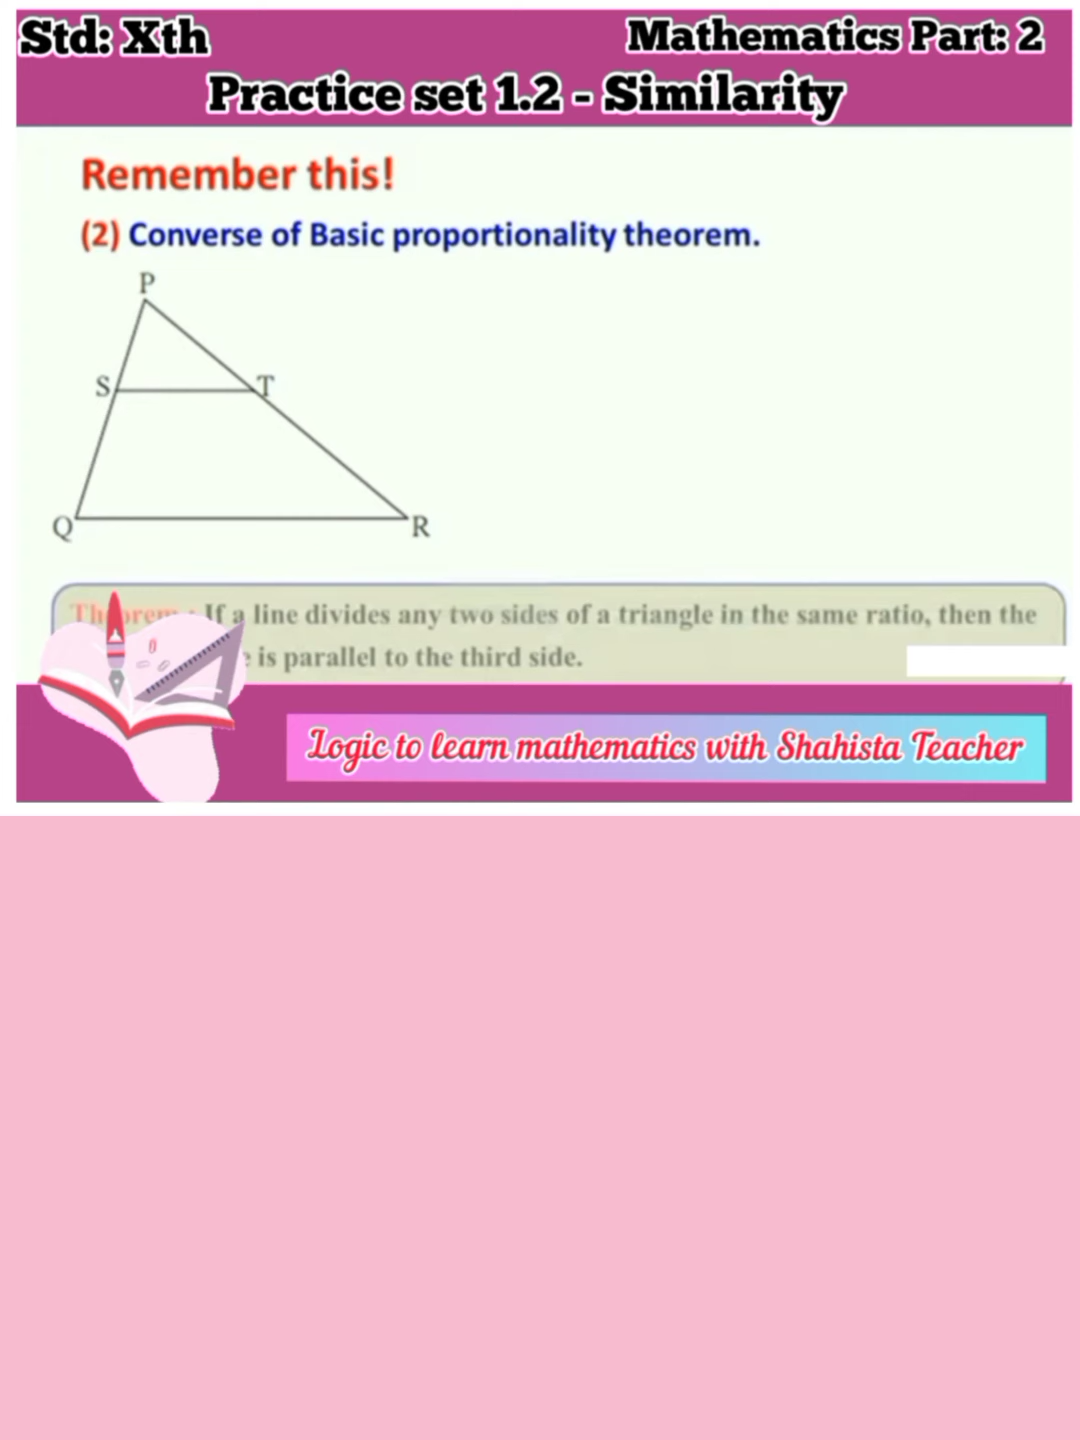 Std: Xth
Mathematics Part: 2
Practice set 1.2 - Similarity
Remember this!
(2) Converse of Basic proportionality theorem.
P
S
T
Q
R
If a line divides any two sides of a triangle in the same ratio, then the
is parallel to the third side.
Logic to learn mathematics with Shahista Teacher